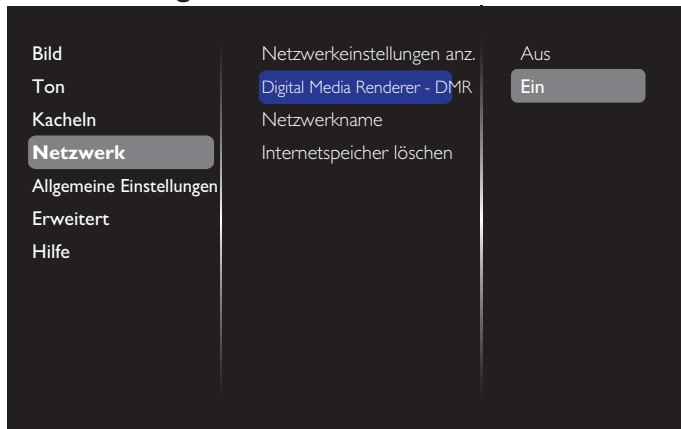 Bild
Ton
Kacheln
Netzwerk
Allgemeine Einstellungen
Erweitert
Hilfe
Netzwerkeinstellungen anz.
Digital Media Renderer - DMR
Netzwerkname
Internetspeicher löschen
Aus
Ein